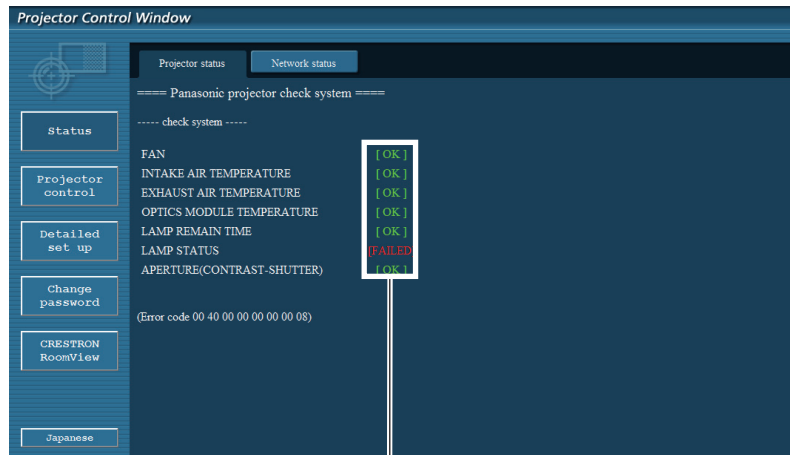 Projector Control Window
Projector status
Network status
==== Panasonic projector check system ====
----- check system -----
FAN [ OK ]
INTAKE AIR TEMPERATURE [ OK ]
EXHAUST AIR TEMPERATURE [ OK ]
OPTICS MODULE TEMPERATURE [ OK ]
LAMP REMAIN TIME [ OK ]
LAMP STATUS [FAILED
APERTURE(CONTRAST-SHUTTER) [ OK ]
(Error code 00 40 00 00 00 00 00 08)
Status
Projector
control
Detailed
set up
Change
password
CRESTRON
RoomView
Japanese